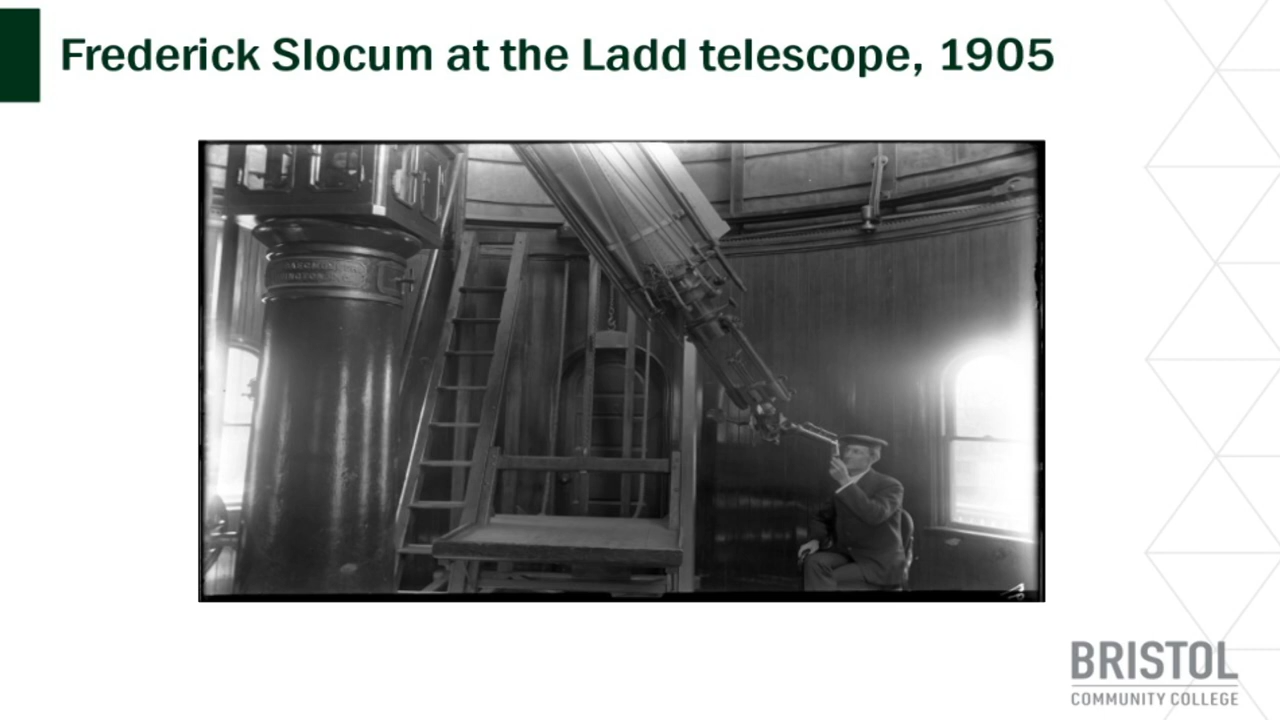 Frederick Slocum at the Ladd telescope, 1905
BRISTOL
COMMUNITY COLLEGE